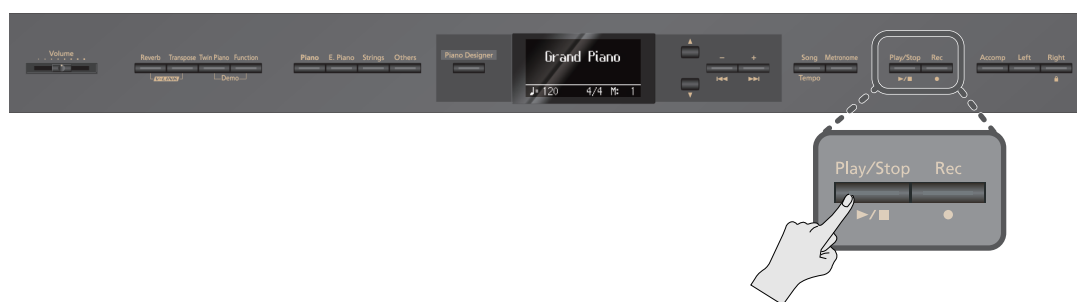 Volume
Reverb Transpose Twin Piano Function
V-LINK
Demo
Piano E. Piano Strings Others
Piano Designer
Grand Piano
♩=120 4/4 M: 1
▲
▼
− +
Song Metronome
Tempo
Play/Stop Rec
Accomp Left Right
Play/Stop Rec